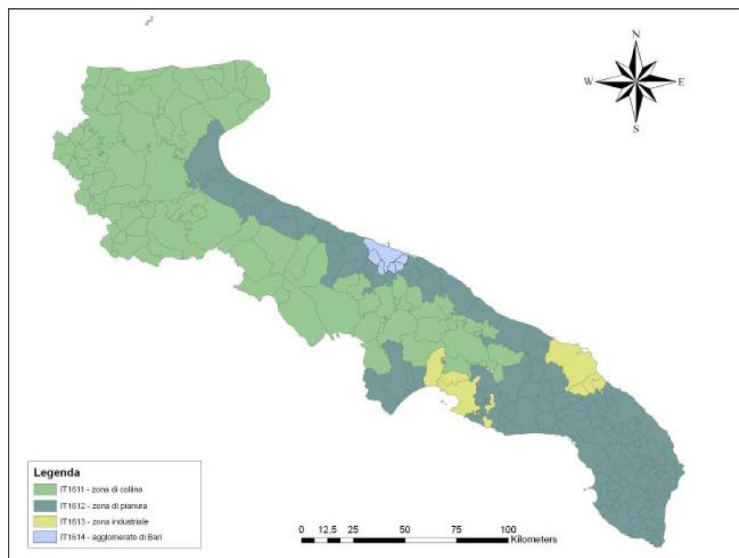 N
W E
S
Legenda
IT1611 - zona di collina
IT1612 - zona di pianura
IT1613 - zona industriale
IT1614 - agglomerato di Bari
0 12.5 25 50 75 100
Kilometers